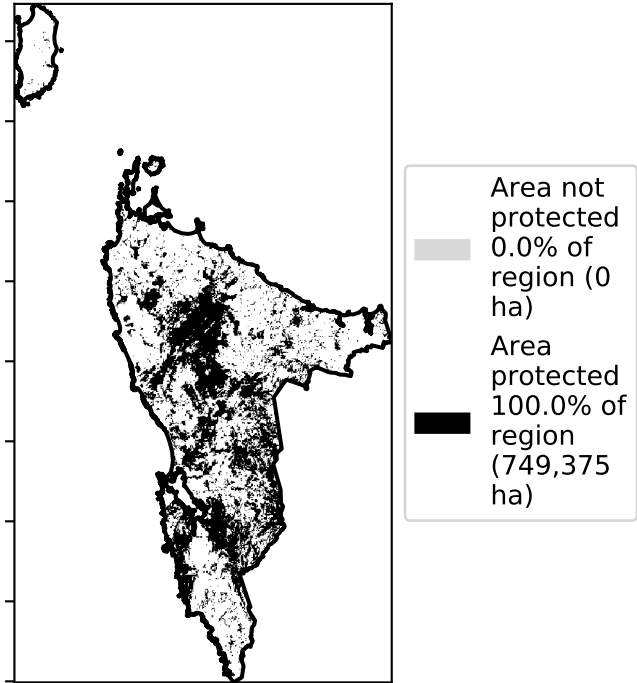 Area not
protected
0.0% of
region (0
ha)
Area
protected
100.0% of
region
(749,375
ha)